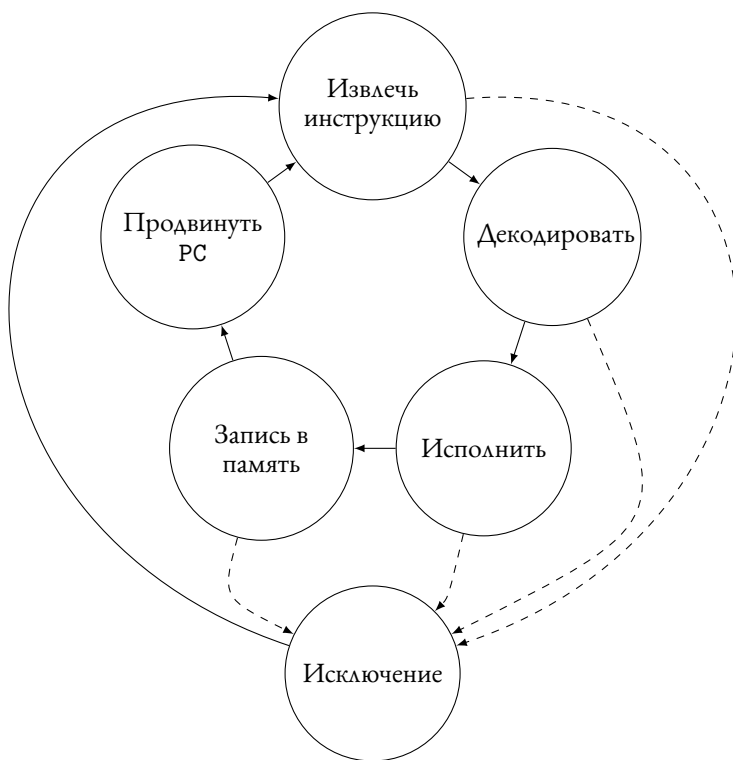 Извлечь
инструкцию
Продвинуть
PC
Декодировать
Запись в
память
Исполнить
Исключение